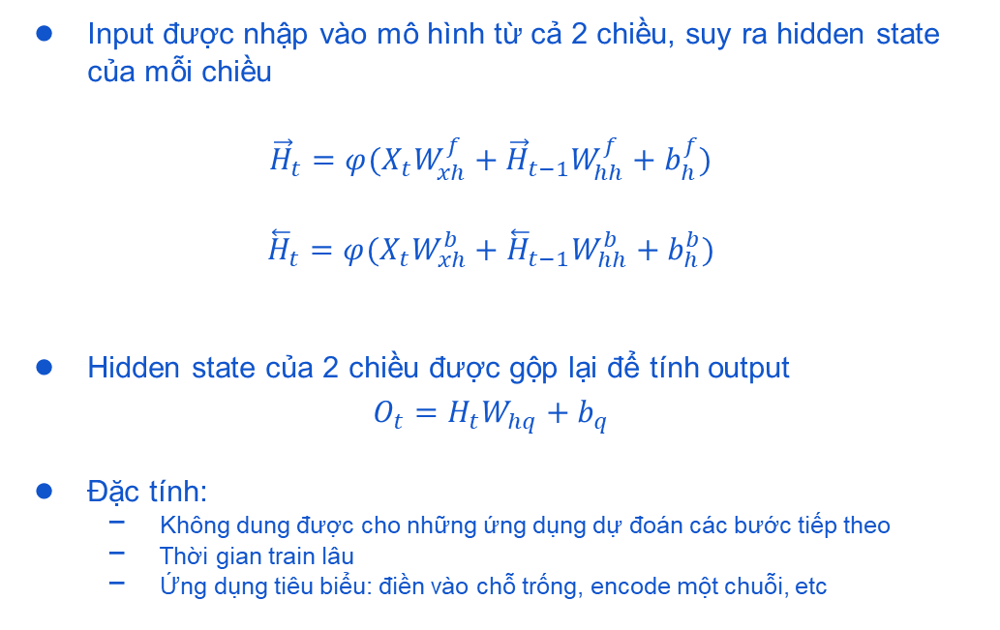 ● Input được nhập vào mô hình từ cả 2 chiều, suy ra hidden state
của mỗi chiều
$\overrightarrow{H}_t = \varphi(X_t W_{xh}^f + \overrightarrow{H}_{t-1} W_{hh}^f + b_h^f)$
$\overleftarrow{H}_t = \varphi(X_t W_{xh}^b + \overleftarrow{H}_{t-1} W_{hh}^b + b_h^b)$
● Hidden state của 2 chiều được gộp lại để tính output
$O_t = H_t W_{hq} + b_q$
● Đặc tính:
– Không dung được cho những ứng dụng dự đoán các bước tiếp theo
– Thời gian train lâu
– Ứng dụng tiêu biểu: điền vào chỗ trống, encode một chuỗi, etc